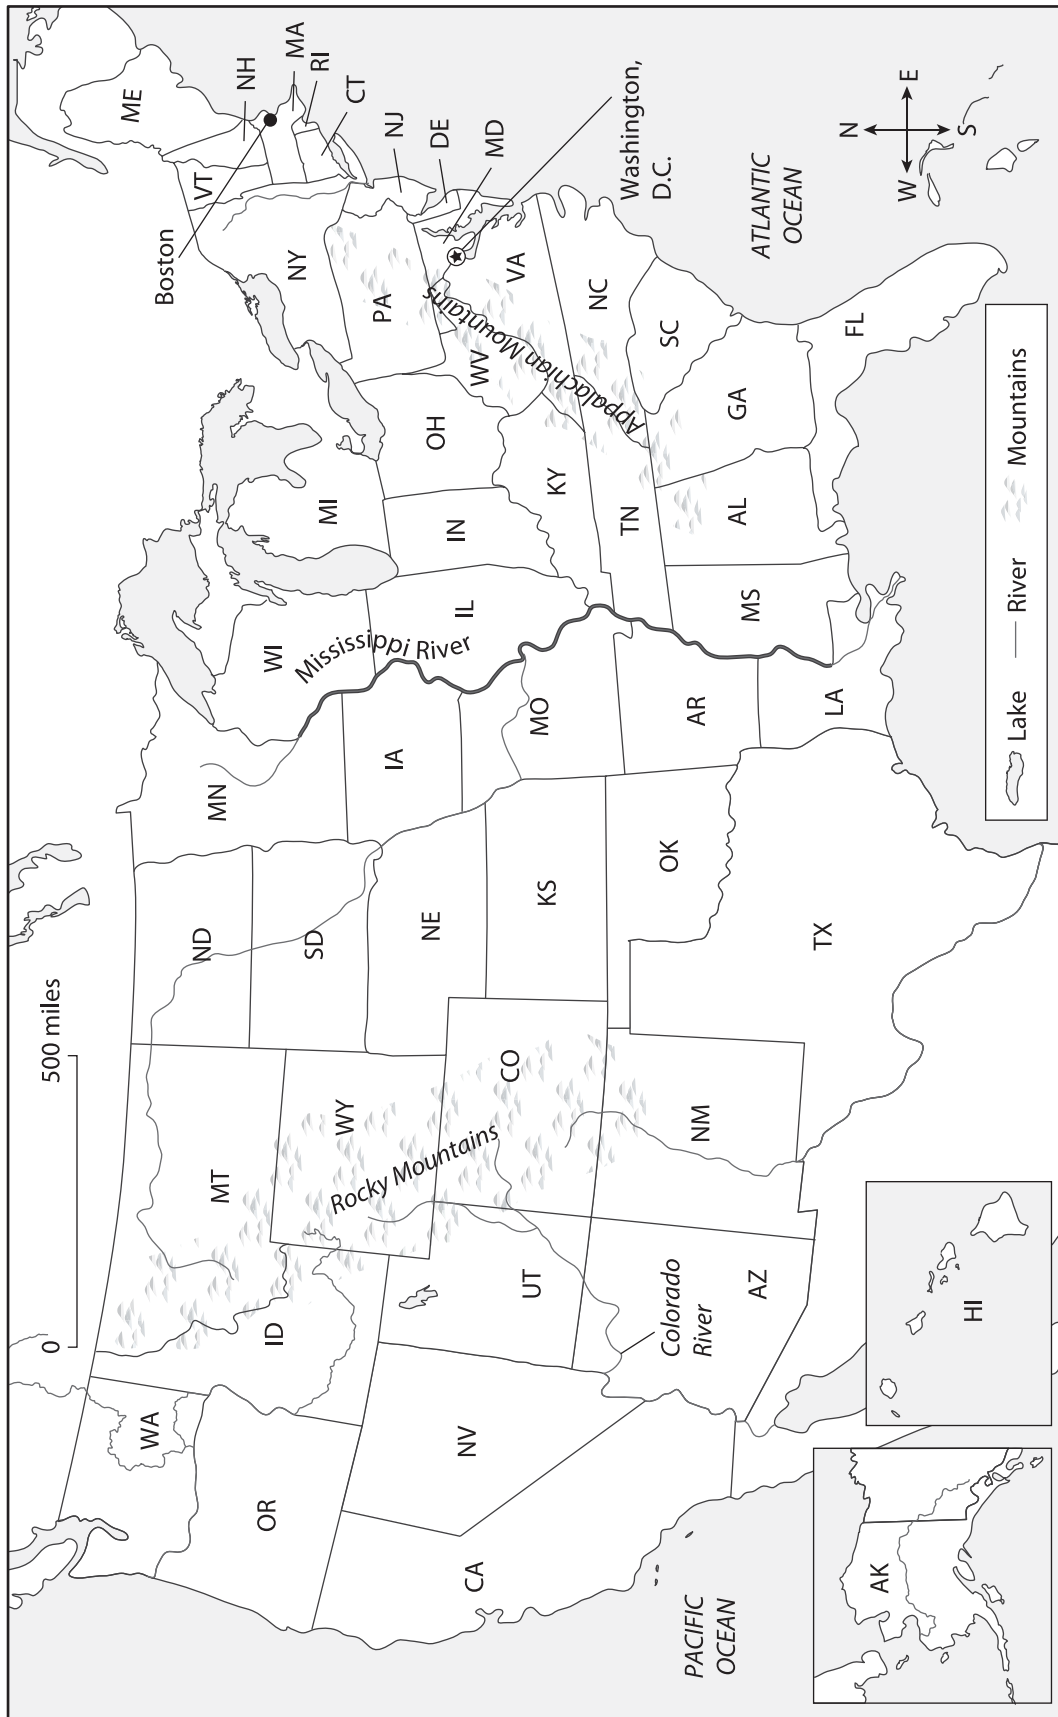 0
500 miles
WA
OR
CA
NV
ID
MT
WY
UT
AZ
CO
NM
ND
SD
NE
KS
OK
TX
MN
IA
MO
AR
LA
WI
IL
MI
IN
OH
KY
TN
MS
AL
GA
FL
SC
NC
VA
WV
PA
NY
VT
ME
NH
MA
RI
CT
NJ
DE
MD
Boston
Washington,
D.C.
Rocky Mountains
Mississippi River
Appalachian Mountains
Colorado
River
PACIFIC
OCEAN
ATLANTIC
OCEAN
AK
HI
N
W
E
S
Lake
River
Mountains